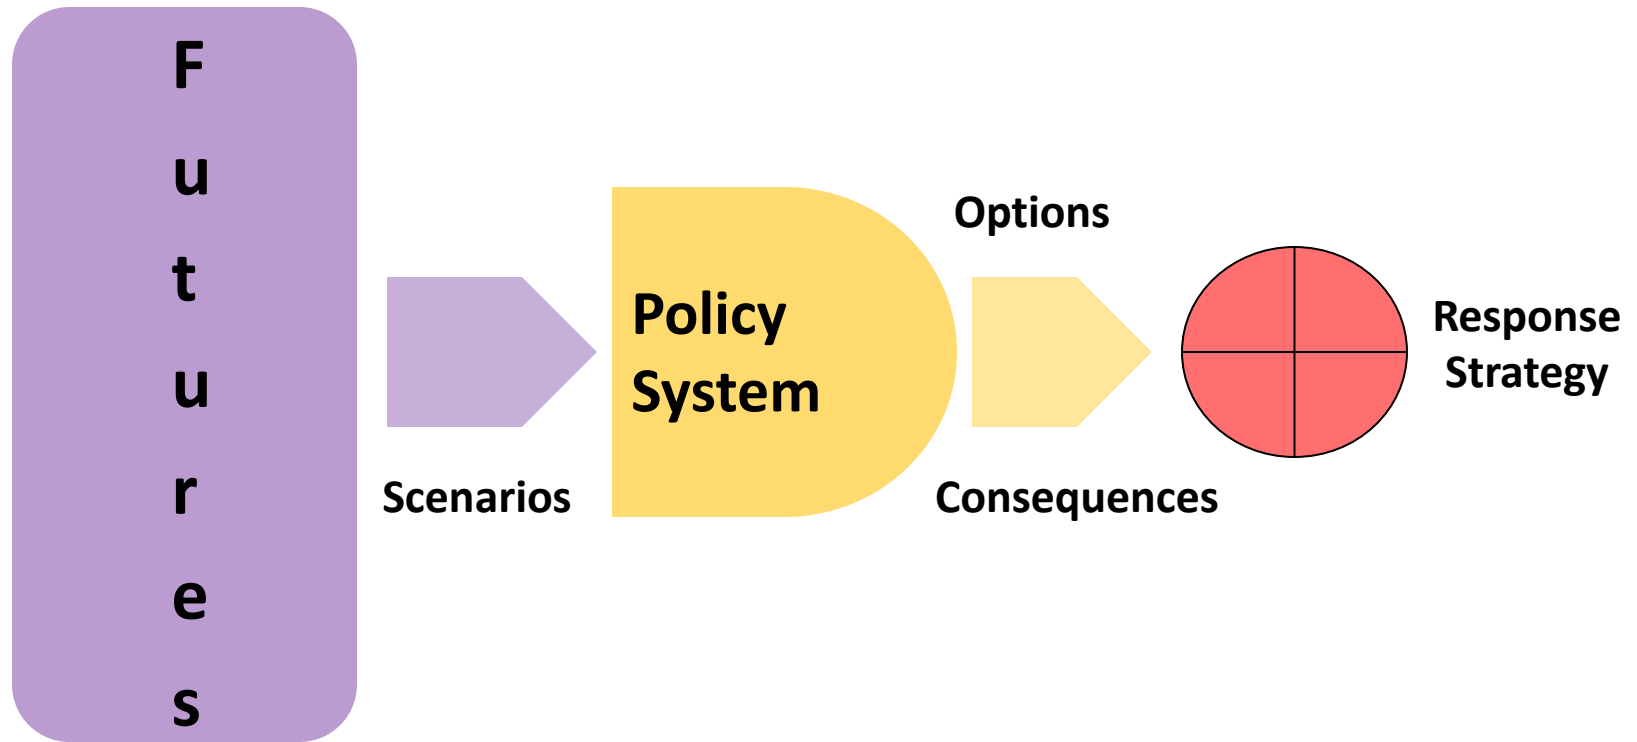 F
u
t
u
r
e
s
Scenarios
Policy
System
Options
Consequences
Response
Strategy